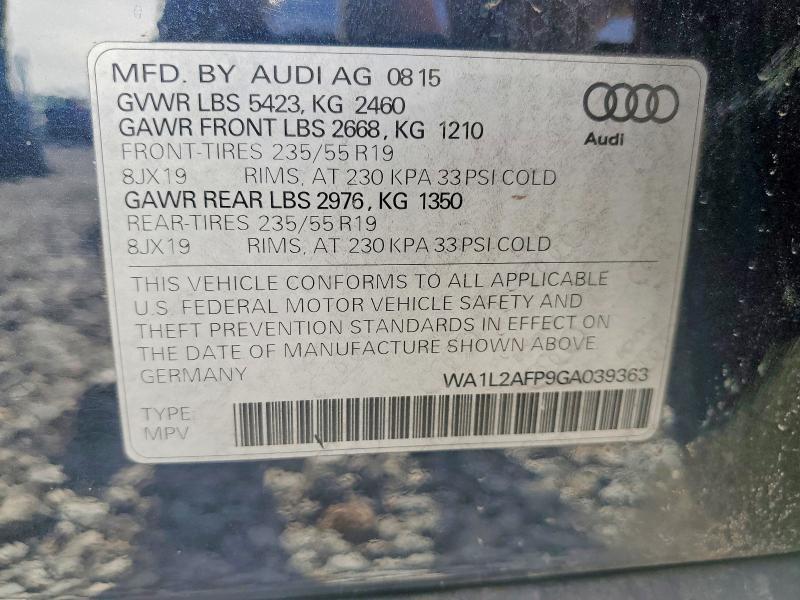 MFD. BY AUDI AG 08 15
GVWR LBS 5423, KG 2460
GAWR FRONT LBS 2668, KG 1210
FRONT-TIRES 235/55 R19
8JX19 RIMS, AT 230 KPA 33 PSI COLD
GAWR REAR LBS 2976, KG 1350
REAR-TIRES 235/55 R19
8JX19 RIMS, AT 230 KPA 33 PSI COLD
Audi
THIS VEHICLE CONFORMS TO ALL APPLICABLE
U.S. FEDERAL MOTOR VEHICLE SAFETY AND
THEFT PREVENTION STANDARDS IN EFFECT ON
THE DATE OF MANUFACTURE SHOWN ABOVE.
GERMANY WA1L2AFP9GA039363
TYPE:
MPV